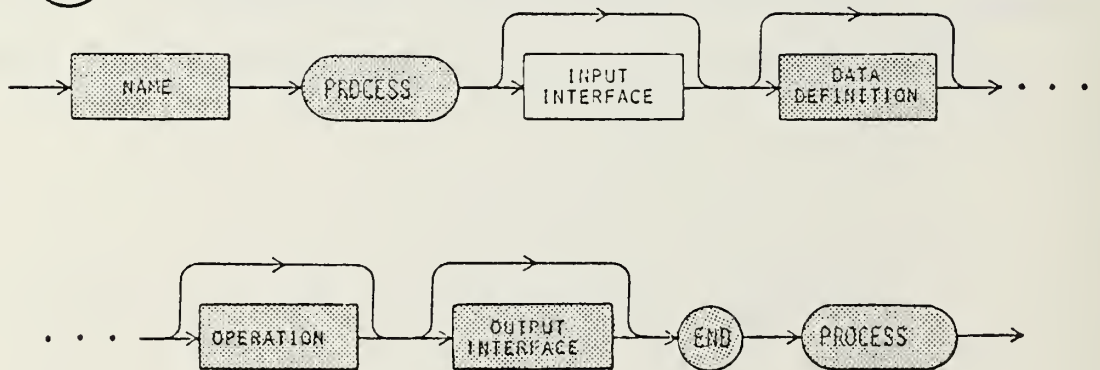 NAME
PROCESS
INPUT
INTERFACE
DATA
DEFINITION
OPERATION
OUTPUT
INTERFACE
END
PROCESS